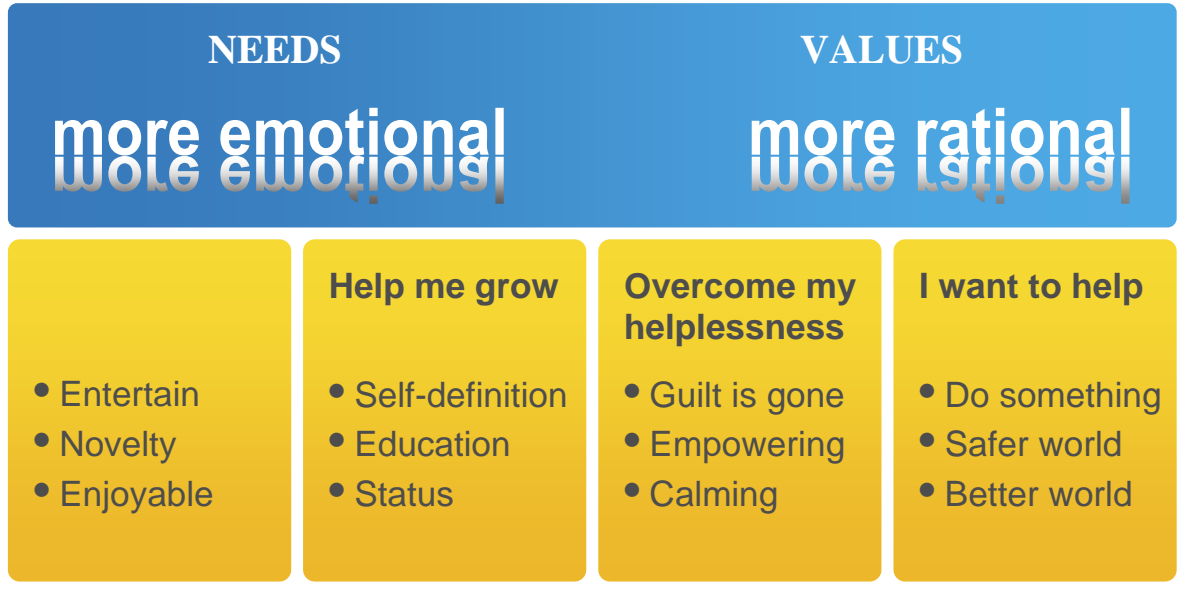 NEEDS
VALUES
more emotional
more rational
• Entertain
• Novelty
• Enjoyable
Help me grow
• Self-definition
• Education
• Status
Overcome my
helplessness
• Guilt is gone
• Empowering
• Calming
I want to help
• Do something
• Safer world
• Better world